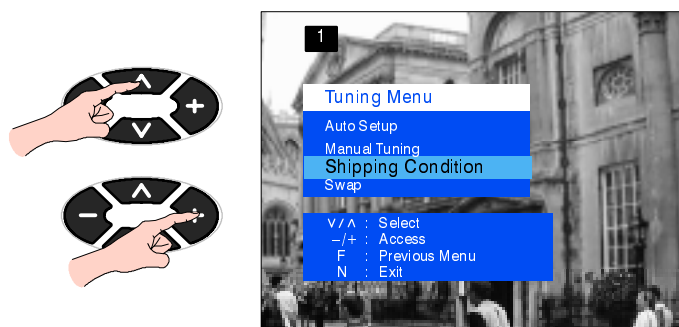 1
Tuning Menu
Auto Setup
Manual Tuning
Shipping Condition
Swap
∨/∧ : Select
–/+ : Access
F : Previous Menu
N : Exit